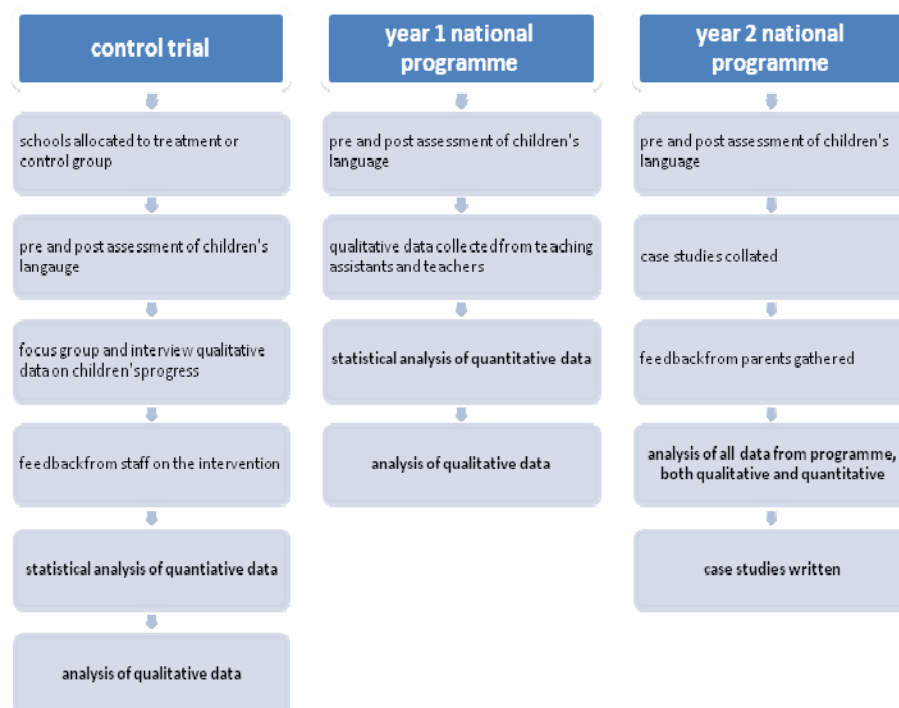 control trial
schools allocated to treatment or
control group
pre and post assessment of children's
langauge
focus group and interview qualitative
data on children's progress
feedback from staff on the intervention
statistical analysis of quantiative data
analysis of qualitative data
year 1 national
programme
pre and post assessment of children's
language
qualitative data collected from teaching
assistants and teachers
statistical analysis of quantitative data
analysis of qualitative data
year 2 national
programme
pre and post assessment of children's
language
case studies collated
feedback from parents gathered
analysis of all data from programme,
both qualitative and quantitative
case studies written